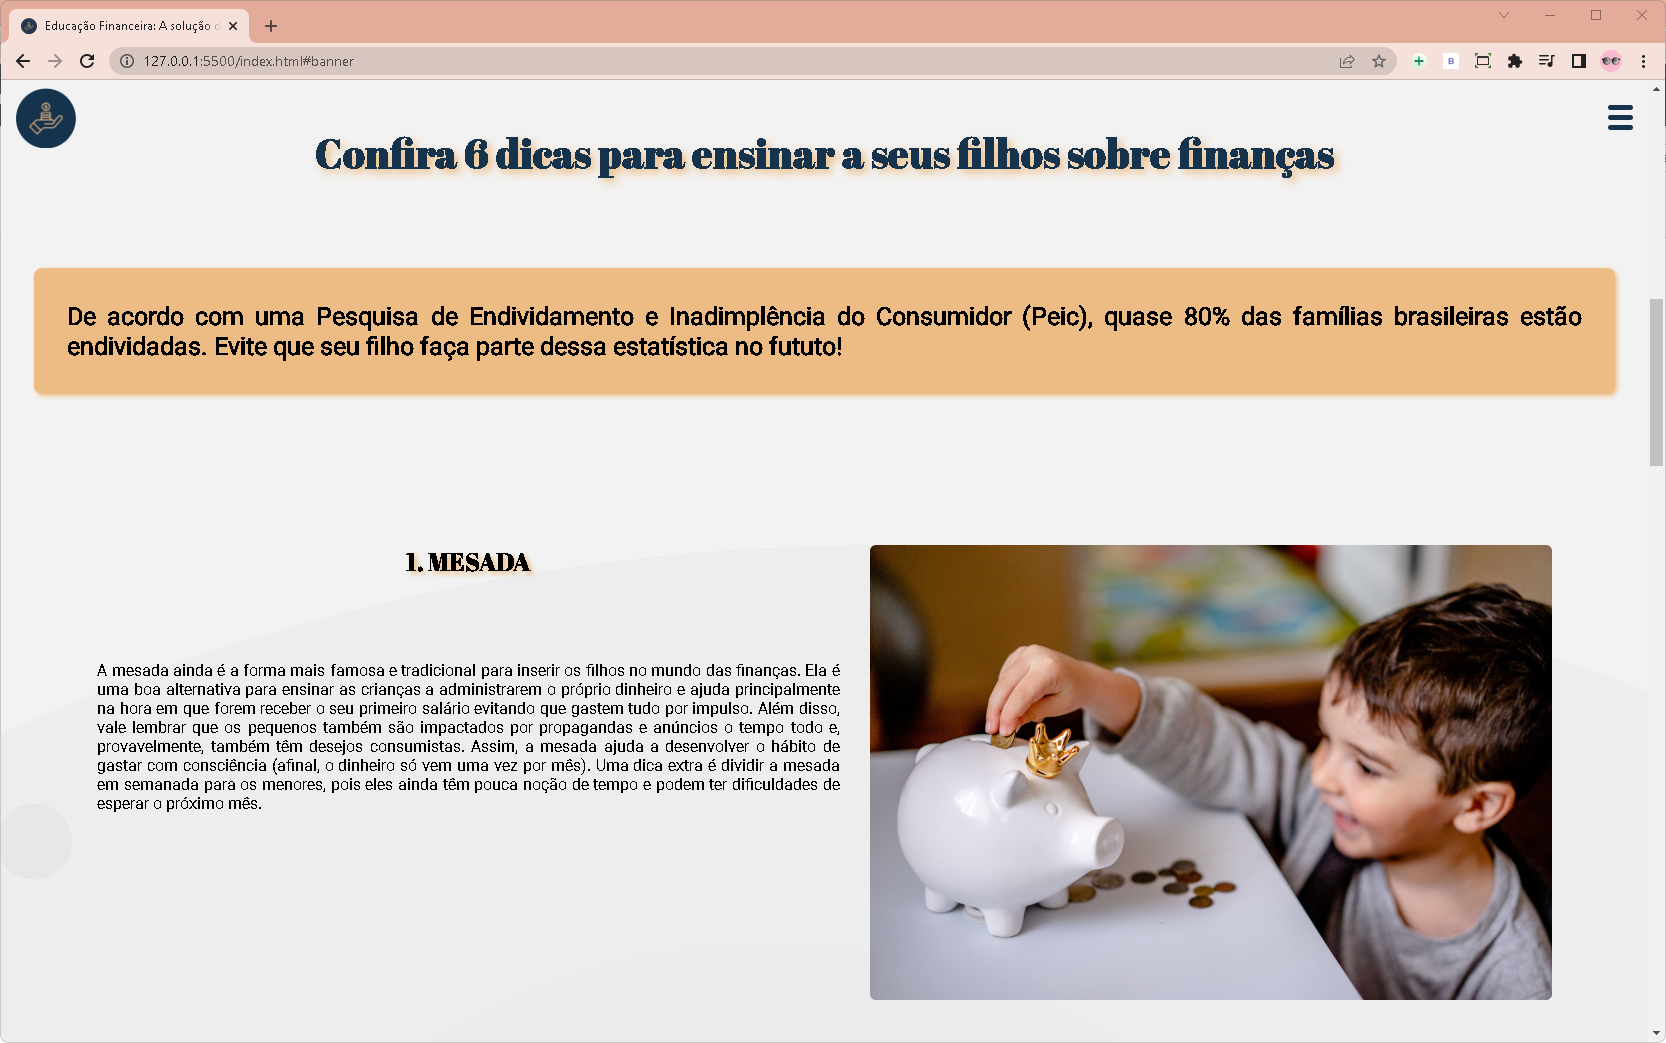 Educação Financeira: A solução d
127.0.0.1:5500/index.html#banner
B
Confira 6 dicas para ensinar a seus filhos sobre finanças
De acordo com uma Pesquisa de Endividamento e Inadimplência do Consumidor (Peic), quase 80% das famílias brasileiras estão
endividadas. Evite que seu filho faça parte dessa estatística no fututo!
1. MESADA
A mesada ainda é a forma mais famosa e tradicional para inserir os filhos no mundo das finanças. Ela é
uma boa alternativa para ensinar as crianças a administrarem o próprio dinheiro e ajuda principalmente
na hora em que forem receber o seu primeiro salário evitando que gastem tudo por impulso. Além disso,
vale lembrar que os pequenos também são impactados por propagandas e anúncios o tempo todo e,
provavelmente, também têm desejos consumistas. Assim, a mesada ajuda a desenvolver o hábito de
gastar com consciência (afinal, o dinheiro só vem uma vez por mês). Uma dica extra é dividir a mesada
em semanada para os menores, pois eles ainda têm pouca noção de tempo e podem ter dificuldades de
esperar o próximo mês.